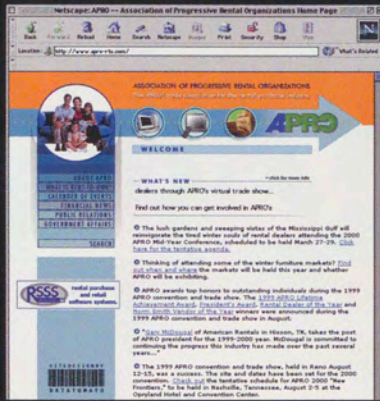 Netscape: APRO -- Association of Progressive Rental Organizations Home Page
Back Forward Reload Home Search Netscape Images Print Security Shop Stop
Location: http://www.apro-rto.com/ What's Related
ASSOCIATION OF PROGRESSIVE RENTAL ORGANIZATIONS
APRO
WELCOME
ABOUT APRO
WHAT IS RENT-TO-OWN?
CALENDAR OF EVENTS
FINANCIAL NEWS
PUBLIC RELATIONS
GOVERNMENT AFFAIRS
SEARCH
WHAT'S NEW
click for more info
dealers through APRO's virtual trade show...
Find out how you can get involved in APRO's
The lush gardens and sweeping vistas of the Mississippi Gulf will
reinvigorate the tired winter souls of rental dealers attending the 2000
APRO Mid-Year Conference, scheduled to be held March 27-29. Click
here for the tentative agenda.
Thinking of attending some of the winter furniture markets? Find
out when and where the markets will be held this year and whether
APRO will be exhibiting.
APRO awards top honors to outstanding individuals during the 1999
APRO convention and trade show. The 1999 APRO Lifetime
Achievement Award, President's Award, Rental Dealer of the Year and
Norm Smith Vendor of the Year winners were announced during the
1999 APRO convention and trade show in August.
"Gary McDougal of American Rentals in Hixson, TN, takes the post
of APRO president for the 1999-2000 year. McDougal is committed to
continuing the progress this industry has made over the past several
years..."
The 1999 APRO convention and trade show, held in Reno August
12-15, was a success. The site and dates have been set for the 2000
convention. Check out the tentative schedule for APRO 2000 "New
Frontiers," to be held in Nashville, Tennessee, August 2-5 at the
Opryland Hotel and Convention Center.
RSSS
rental purchase
and retail
software systems.